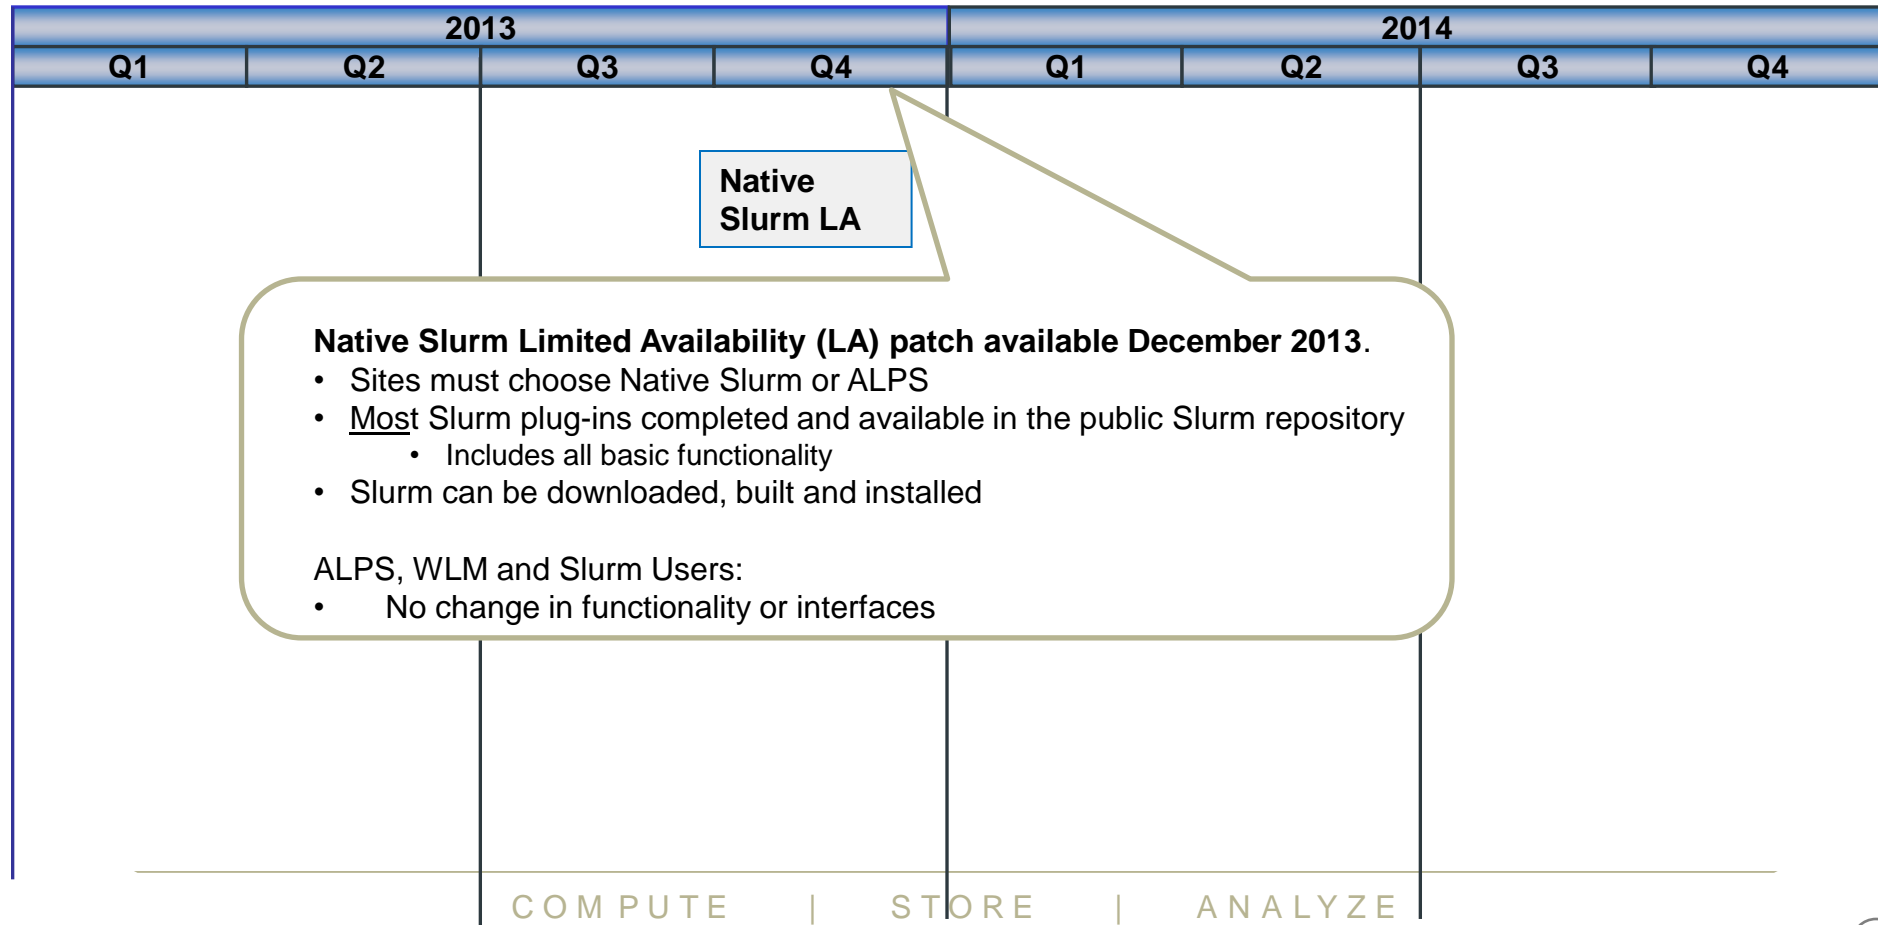 2013 2014
Q1 Q2 Q3 Q4 Q1 Q2 Q3 Q4
Native
Slurm LA
Native Slurm Limited Availability (LA) patch available December 2013.
• Sites must choose Native Slurm or ALPS
• Most Slurm plug-ins completed and available in the public Slurm repository
• Includes all basic functionality
• Slurm can be downloaded, built and installed
ALPS, WLM and Slurm Users:
• No change in functionality or interfaces
COMPUTE | STORE | ANALYZE